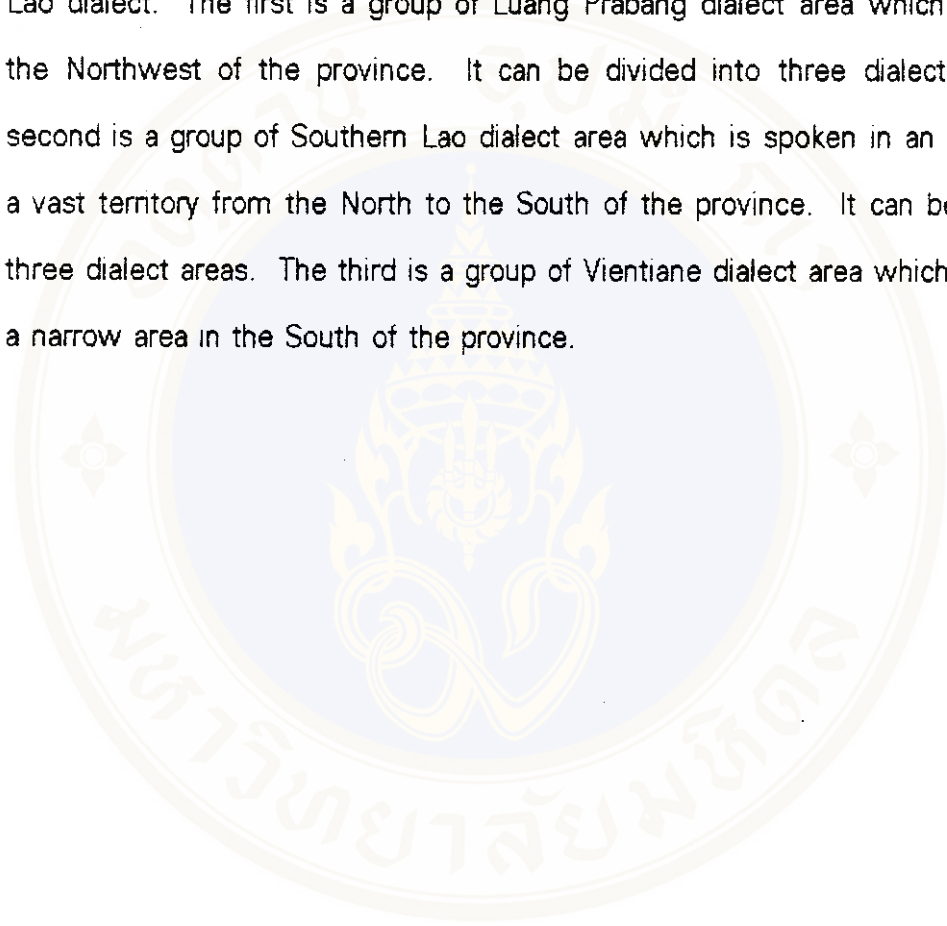 Lao dialect. The first is a group of Luang Prabang dialect area which
the Northwest of the province. It can be divided into three dialect
second is a group of Southern Lao dialect area which is spoken in an
a vast territory from the North to the South of the province. It can be
three dialect areas. The third is a group of Vientiane dialect area which
a narrow area in the South of the province.
มหาวิทยาลัยมหิดล